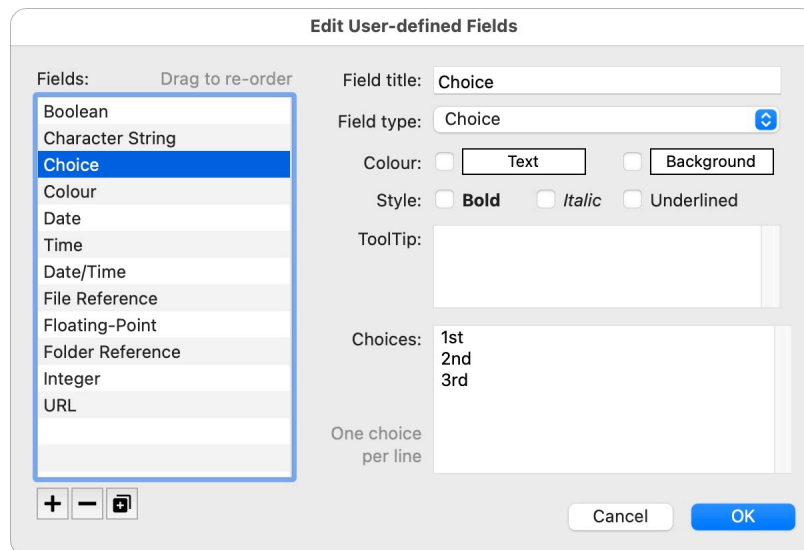 Edit User-defined Fields
Fields: Drag to re-order
Boolean
Character String
Choice
Colour
Date
Time
Date/Time
File Reference
Floating-Point
Folder Reference
Integer
URL
Field title: Choice
Field type: Choice
Colour: Text Background
Style: Bold Italic Underlined
ToolTip:
Choices: 1st
2nd
3rd
One choice
per line
Cancel OK